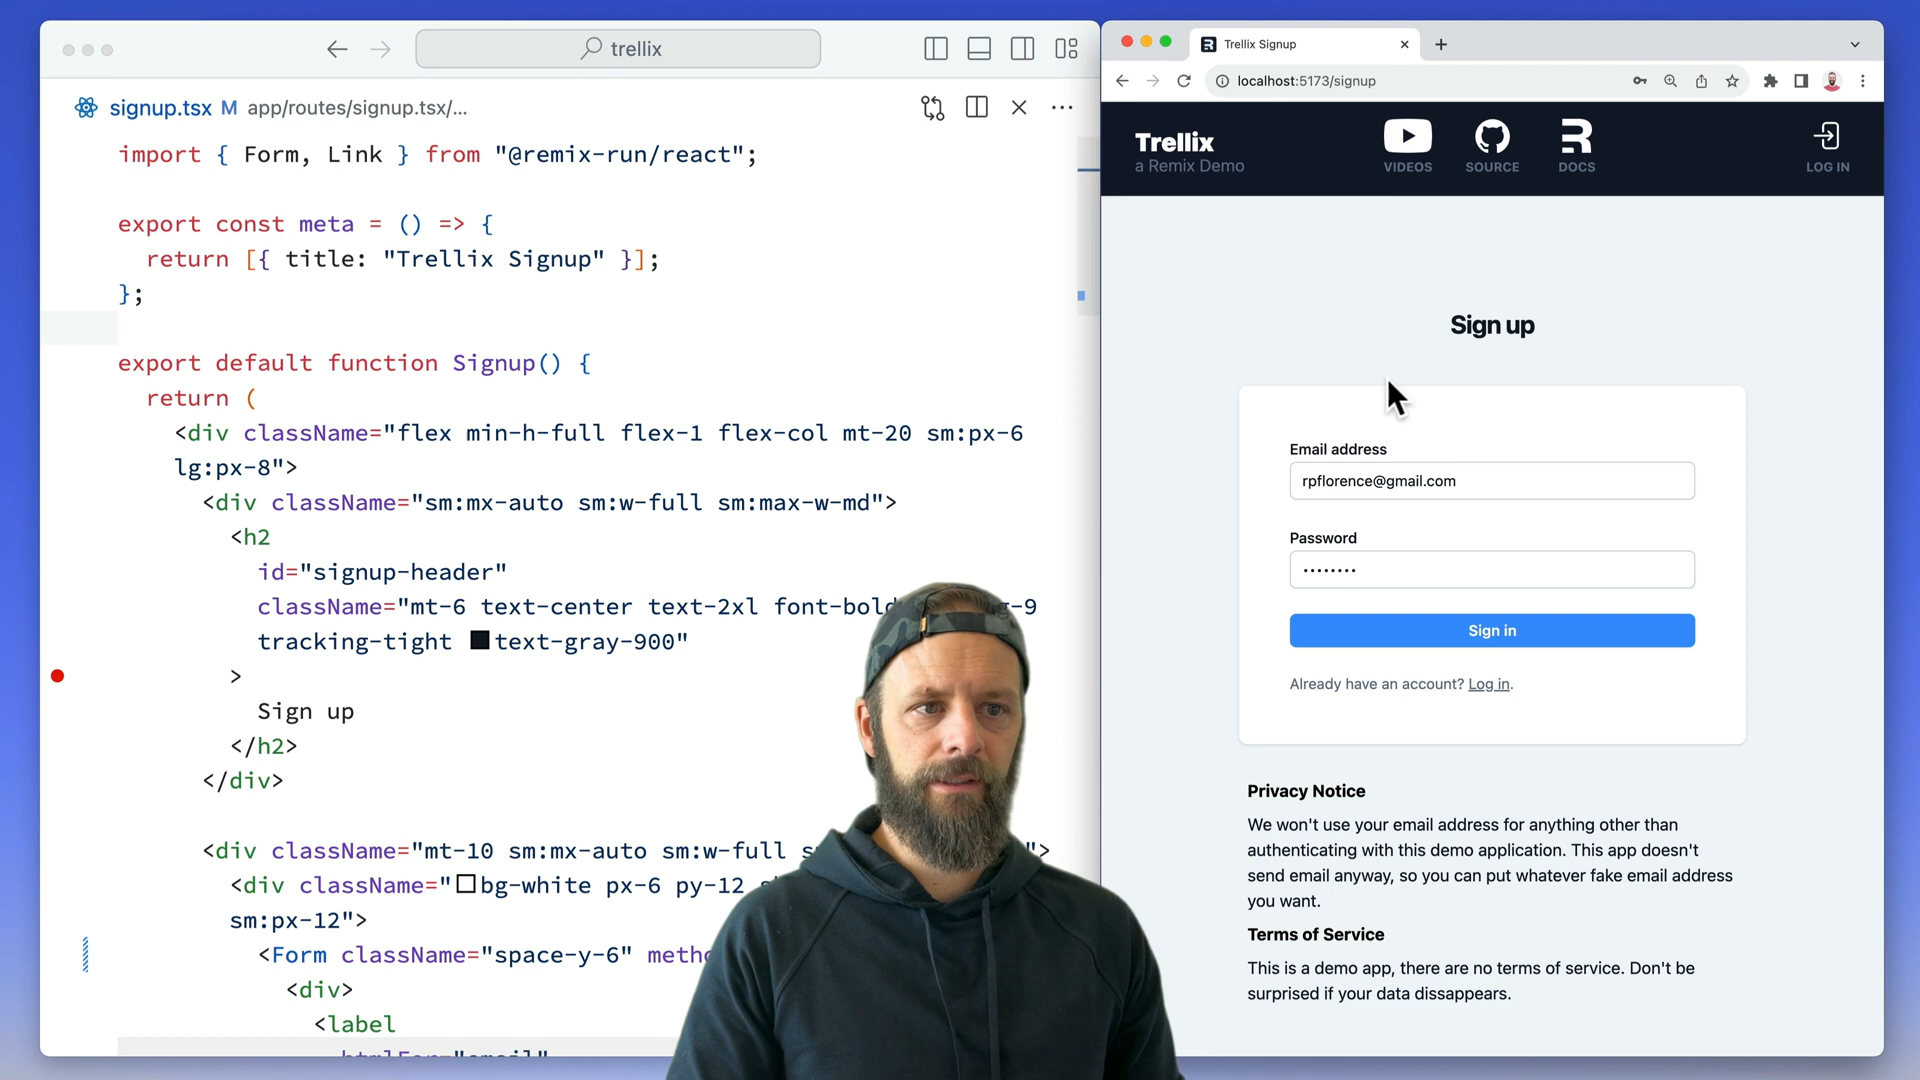 trellix
signup.tsx M app/routes/signup.tsx/...
import { Form, Link } from "@remix-run/react";
export const meta = () => {
return [{ title: "Trellix Signup" }];
};
export default function Signup() {
return (
<div className="flex min-h-full flex-1 flex-col mt-20 sm:px-6
lg:px-8">
<div className="sm:mx-auto sm:w-full sm:max-w-md">
<h2
id="signup-header"
className="mt-6 text-center text-2xl font-bold
tracking-tight text-gray-900"
>
Sign up
</h2>
</div>
<div className="mt-10 sm:mx-auto sm:w-full
<div className="bg-white px-6 py-12
sm:px-12">
<Form className="space-y-6"
<div>
<label
htmlFor="email"
Trellix Signup
localhost:5173/signup
Trellix
a Remix Demo
VIDEOS
SOURCE
DOCS
LOG IN
Sign up
Email address
rpflorence@gmail.com
Password
Sign in
Already have an account? Log in.
Privacy Notice
We won't use your email address for anything other than
authenticating with this demo application. This app doesn't
send email anyway, so you can put whatever fake email address
you want.
Terms of Service
This is a demo app, there are no terms of service. Don't be
surprised if your data dissappears.